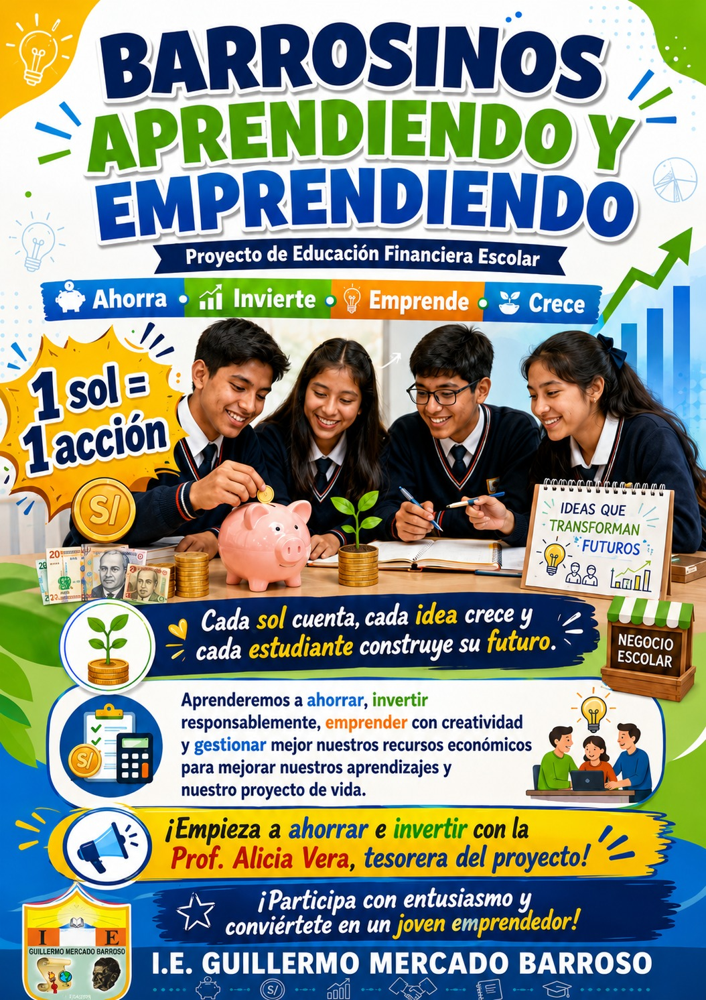 BARROSINOS
APRENDIENDO Y
EMPRENDIENDO
Proyecto de Educación Financiera Escolar
Ahorra
Invierte
Emprende
Crece
1 sol =
1 acción
S/
20
IDEAS QUE
TRANSFORMAN
FUTUROS
Cada sol cuenta, cada idea crece y
cada estudiante construye su futuro.
NEGOCIO
ESCOLAR
Aprenderemos a ahorrar, invertir
responsablemente, emprender con creatividad
y gestionar mejor nuestros recursos económicos
para mejorar nuestros aprendizajes y
nuestro proyecto de vida.
S/
¡Empieza a ahorrar e invertir con la
Prof. Alicia Vera, tesorera del proyecto!
¡Participa con entusiasmo y
conviértete en un joven emprendedor!
I E
GUILLERMO MERCADO BARROSO
I.E. GUILLERMO MERCADO BARROSO
S/